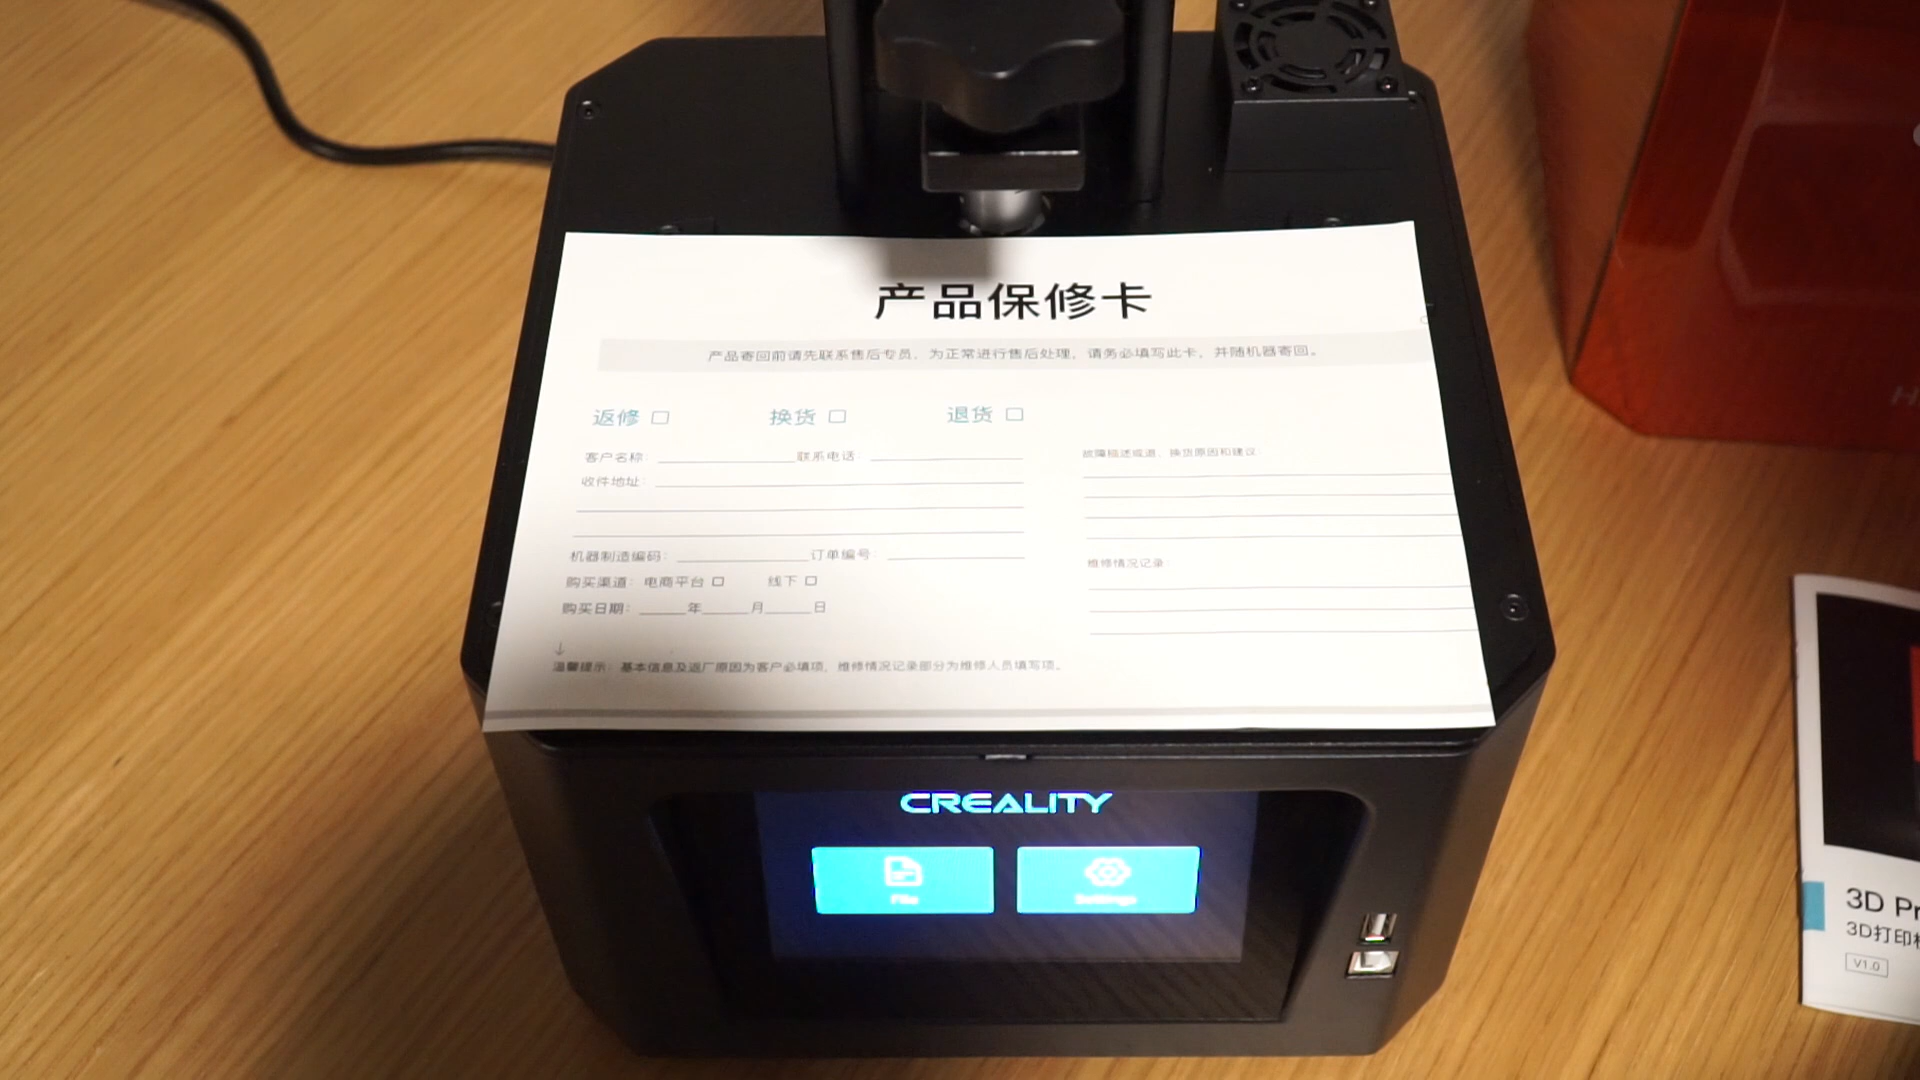 产品保修卡
产品寄回前请先联系售后专员，为正常进行售后处理，请务必填写此卡，并随机器寄回。
返修 □ 换货 □ 退货 □
客户名称： 联系电话：
收件地址：
机器制造编码： 订单编号：
购买渠道： 电商平台 □ 线下 □
购买日期： 年 月 日
故障描述或退、换货原因和建议：
维修情况记录：
温馨提示：基本信息及返厂原因为客户必填项，维修情况记录部分为维修人员填写项。
CREALITY
File Settings
3D Pr
3D打印机
V1.0
H